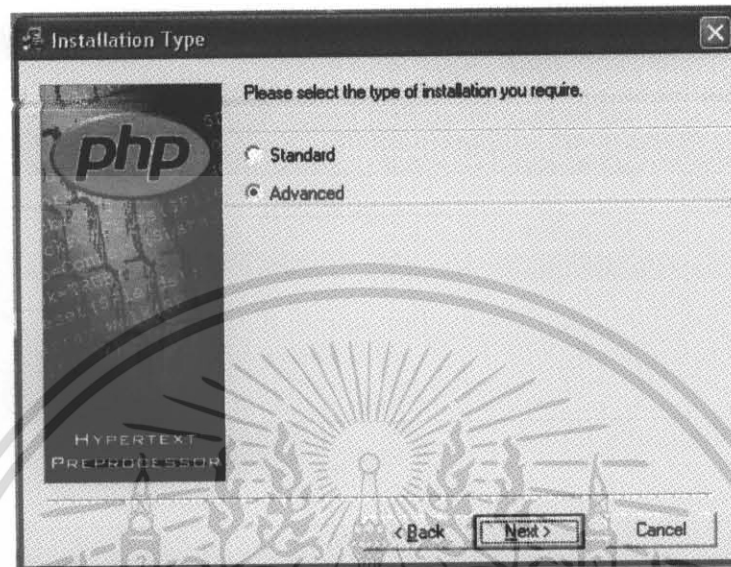 Installation Type
Please select the type of installation you require.
php
Standard
Advanced
HYPERTEXT
PREPROCESSOR
< Back
Next >
Cancel